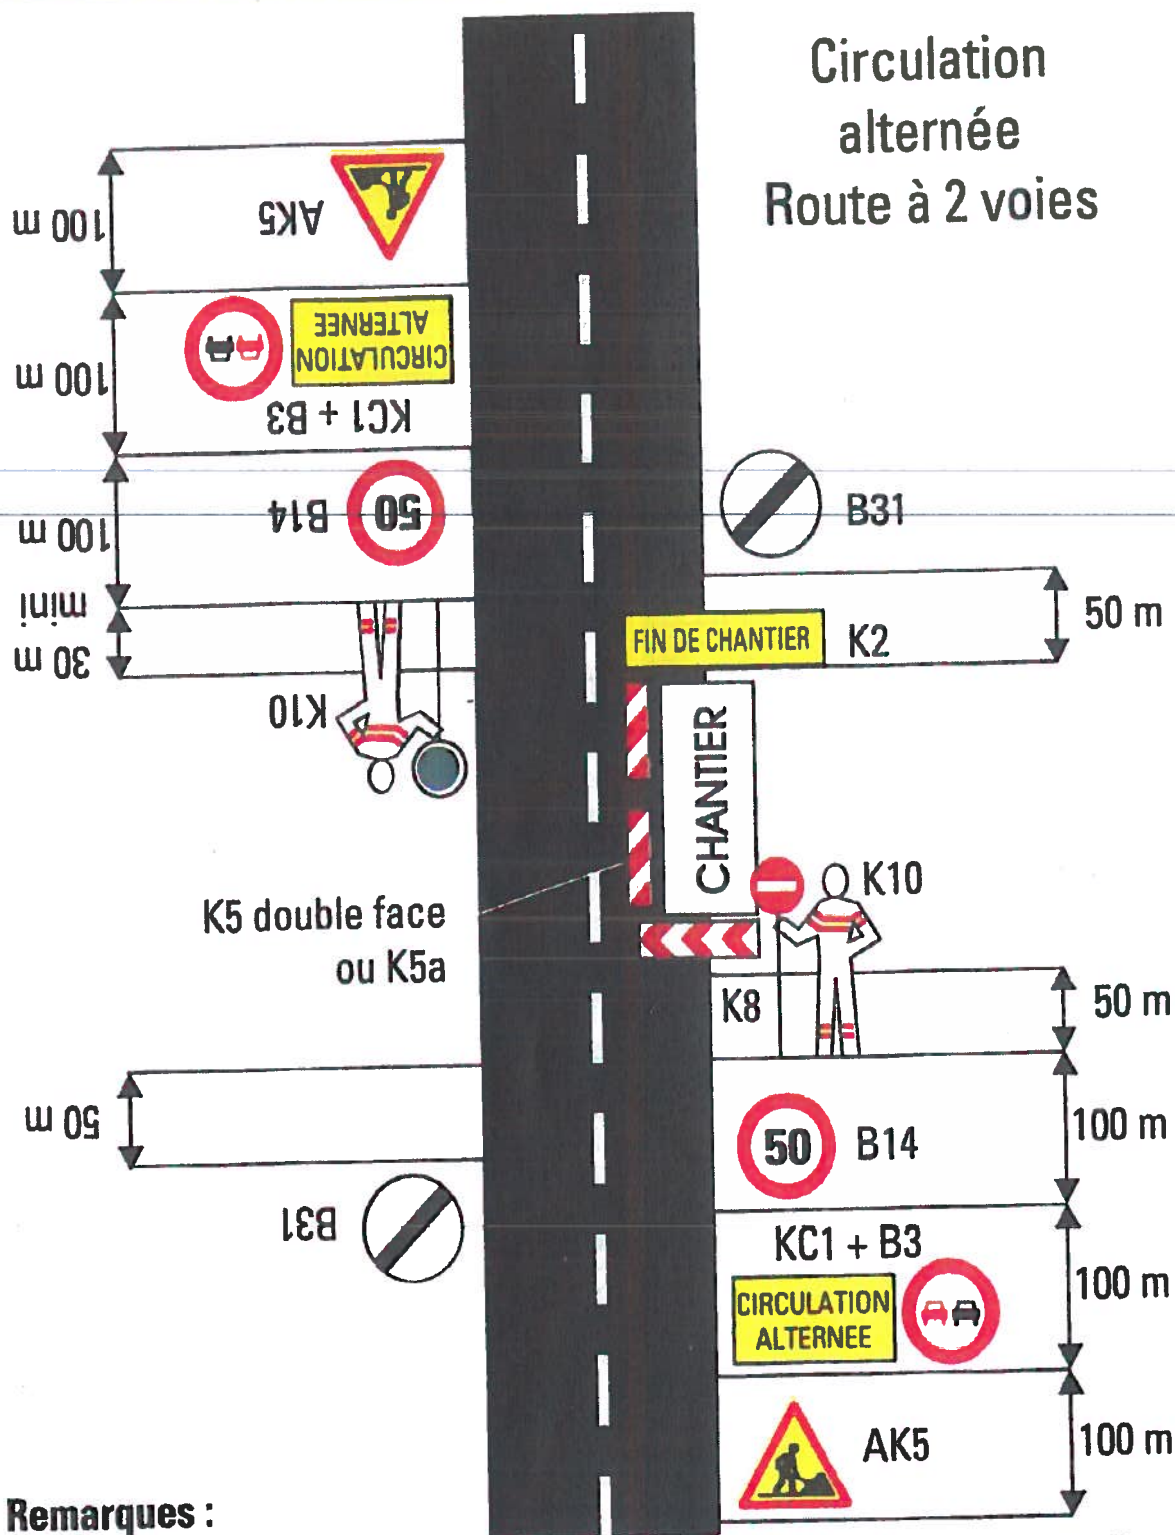 Circulation
alternée
Route à 2 voies
100 m
AK5
100 m
CIRCULATION
ALTERNEE
KC1 + B3
100 m
B14
50
B31
mini
30 m
50 m
FIN DE CHANTIER
K2
K10
CHANTIER
K10
K5 double face
ou K5a
K8
50 m
50 m
100 m
50
B14
B31
KC1 + B3
100 m
CIRCULATION
ALTERNEE
AK5
100 m
Remarques :